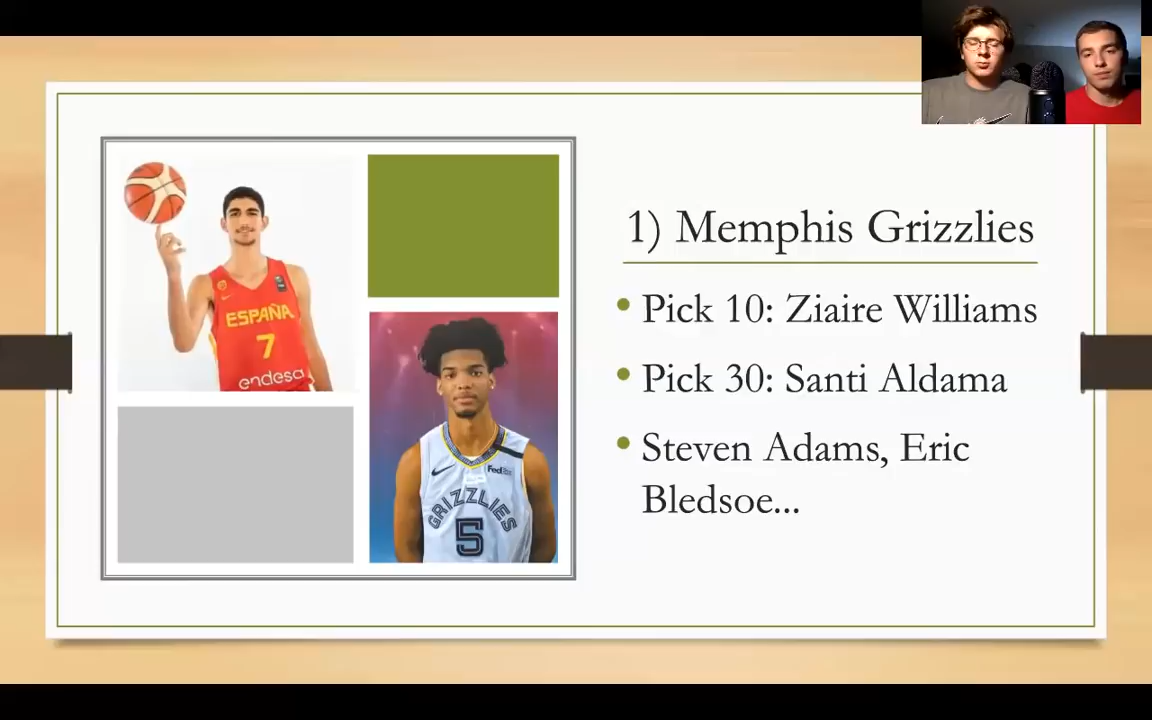 1) Memphis Grizzlies
Pick 10: Ziaire Williams
Pick 30: Santi Aldama
Steven Adams, Eric
Bledsoe...
ESPAÑA
7
endesa
FedEx
GRIZZLIES
5